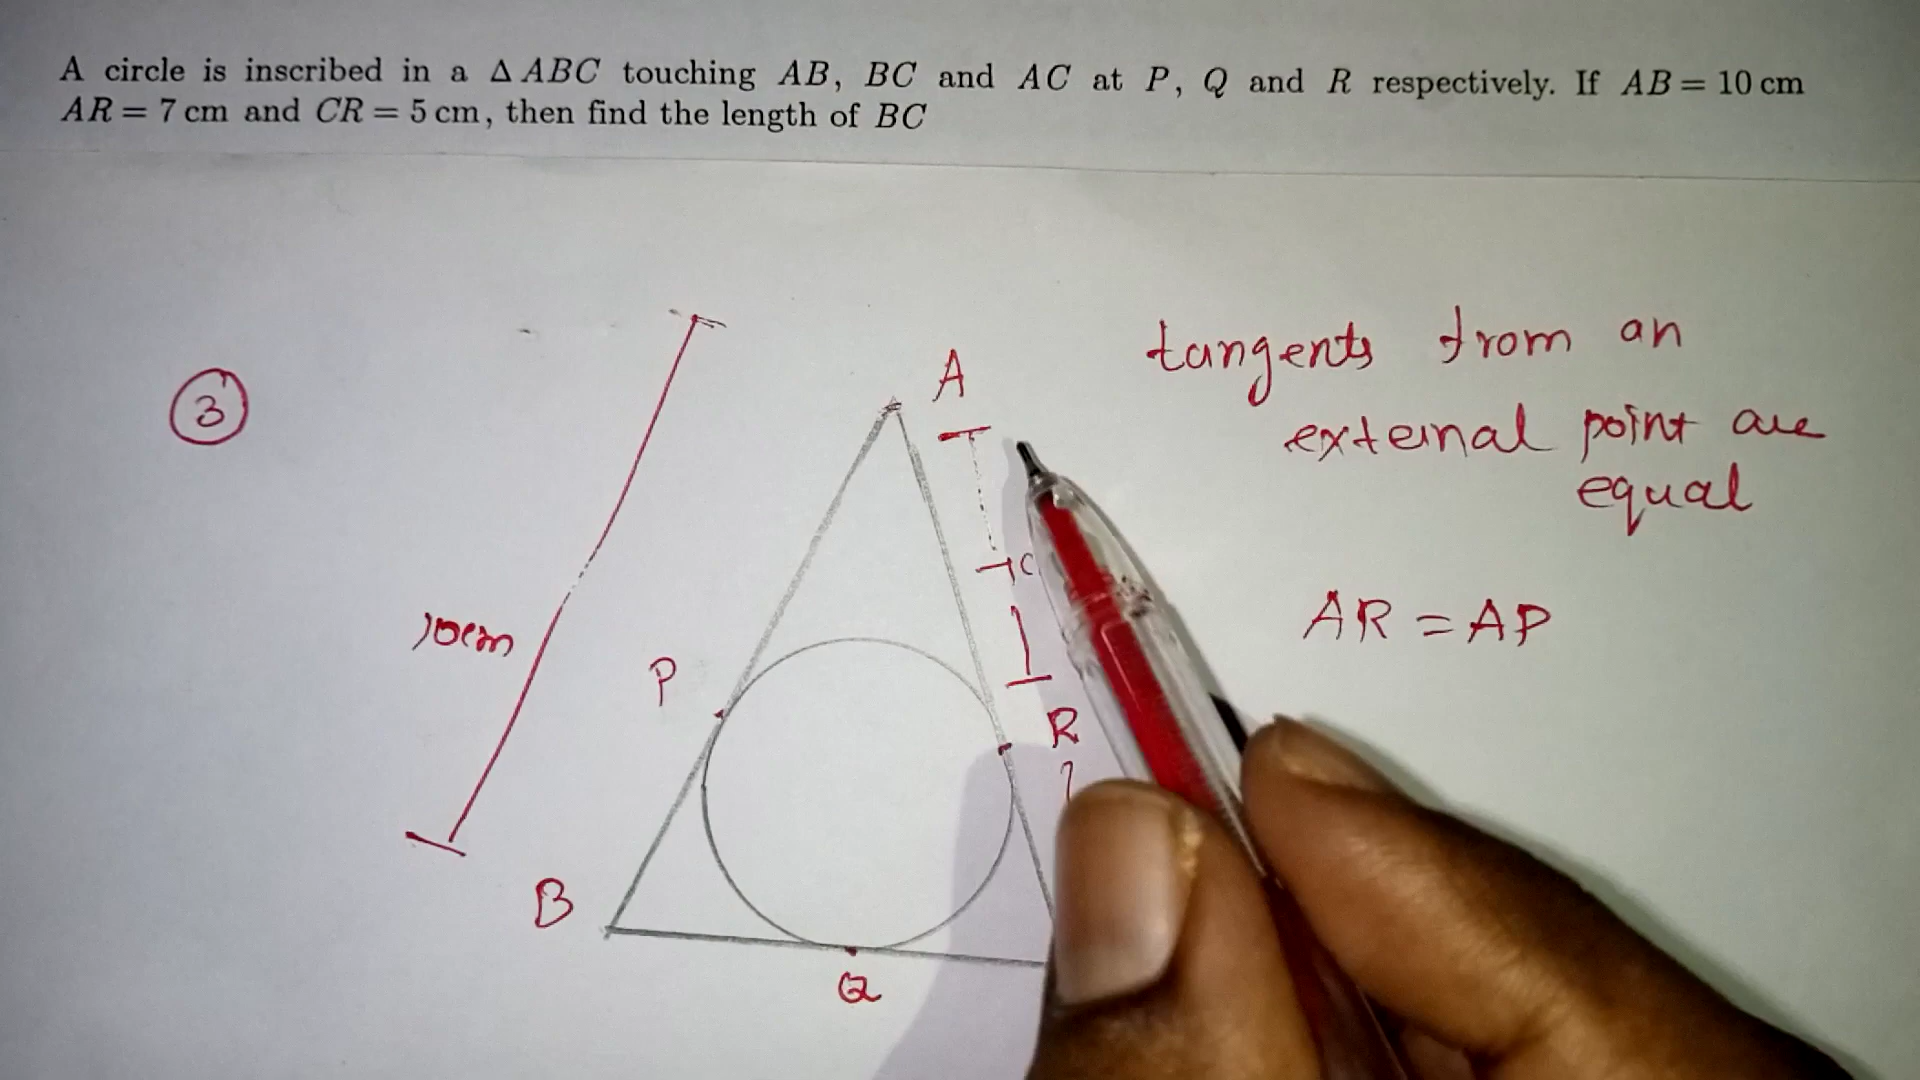 A circle is inscribed in a Δ ABC touching AB, BC and AC at P, Q and R respectively. If AB = 10 cm
AR = 7 cm and CR = 5 cm, then find the length of BC
3
A
tangents from an
external point are
equal
10cm
AR = AP
P
R
B
Q